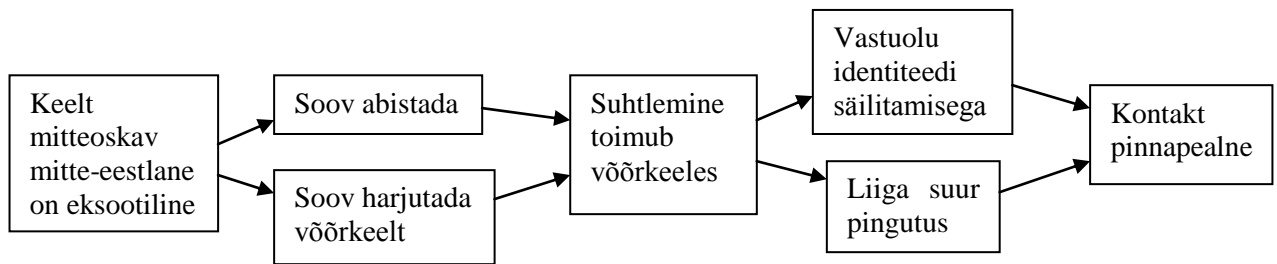 Keelt
mitteoskav
mitte-eestlane
on eksootiline
Soov abistada
Soov harjutada
võõrkeelt
Suhtlemine
toimub
võõrkeeles
Vastuolu
identiteedi
säilitamisega
Liiga suur
pingutus
Kontakt
pinnapealne